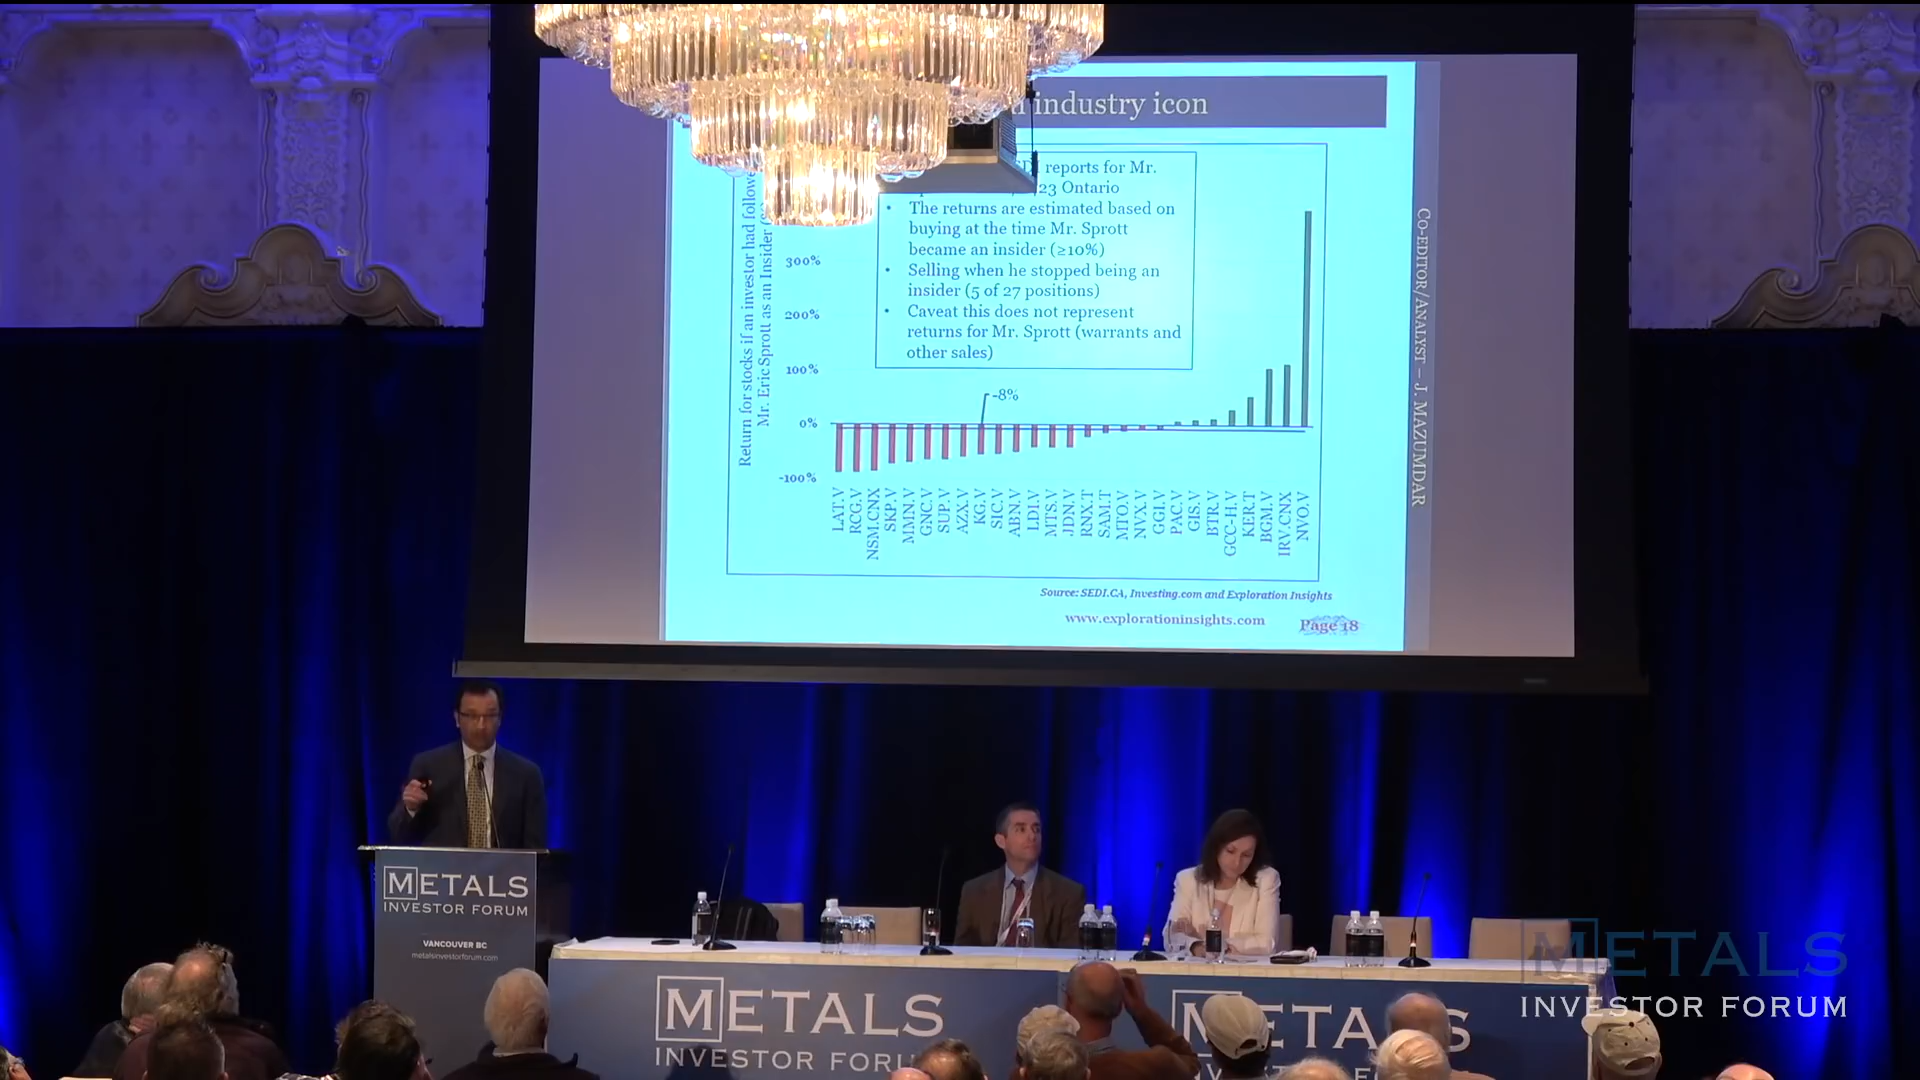 industry icon
reports for Mr.
23 Ontario
• The returns are estimated based on
buying at the time Mr. Sprott
became an insider (≥10%)
• Selling when he stopped being an
insider (5 of 27 positions)
• Caveat this does not represent
returns for Mr. Sprott (warrants and
other sales)
Return for stocks if an investor had
Mr. Eric Sprott as an Insider
300%
200%
100%
0%
-100%
-8%
LAT.V
RCG.V
NSM.CNX
SKP.V
MMN.V
GNC.V
SUP.V
AZX.V
KG.V
SIC.V
ABN.V
LDI.V
MTS.V
JDN.V
RNX.T
SAM.T
MTO.V
NVX.V
GGI.V
PAC.V
GIS.V
BTR.V
GCC-H.V
KER.T
BGM.V
IRV.CNX
NVO.V
Source: SEDI.CA, Investing.com and Exploration Insights
www.explorationinsights.com
Page 18
CO-EDITOR/ANALYST – J. MAZUMDAR
METALS
INVESTOR FORUM
VANCOUVER BC
metalsinvestorforum.com
METALS
INVESTOR
METALS
METALS
INVESTOR FORUM